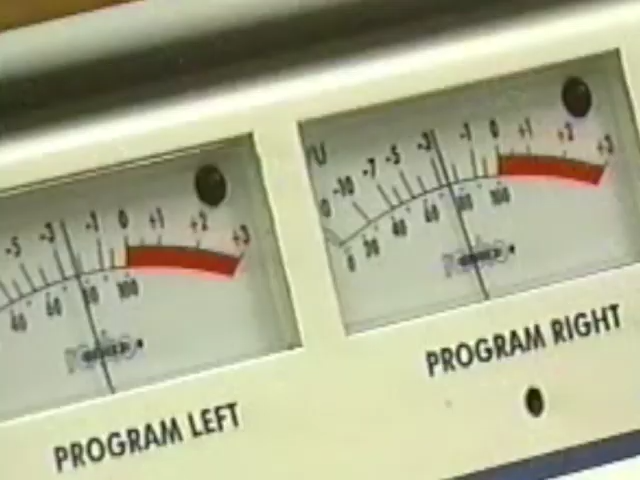 -5 -3 -1 0 +1 +2 +3
40 60 80 100
PROGRAM LEFT
VU
-10 -7 -5 -3 -1 0 +1 +2 +3
0 20 40 60 80 100
PROGRAM RIGHT